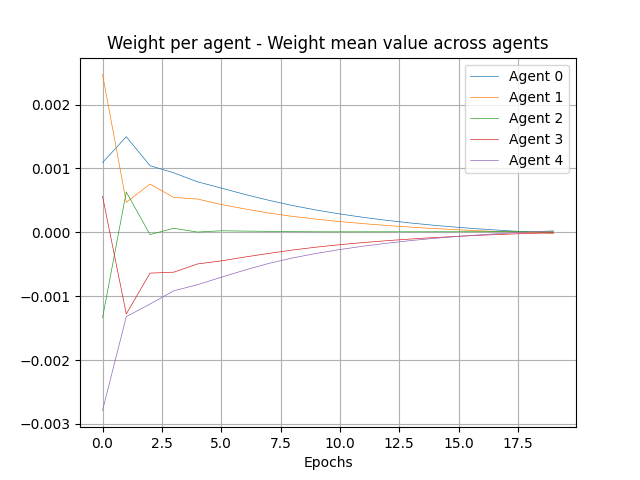 Weight per agent - Weight mean value across agents
Agent 0
Agent 1
Agent 2
Agent 3
Agent 4
0.002
0.001
0.000
−0.001
−0.002
−0.003
0.0 2.5 5.0 7.5 10.0 12.5 15.0 17.5
Epochs